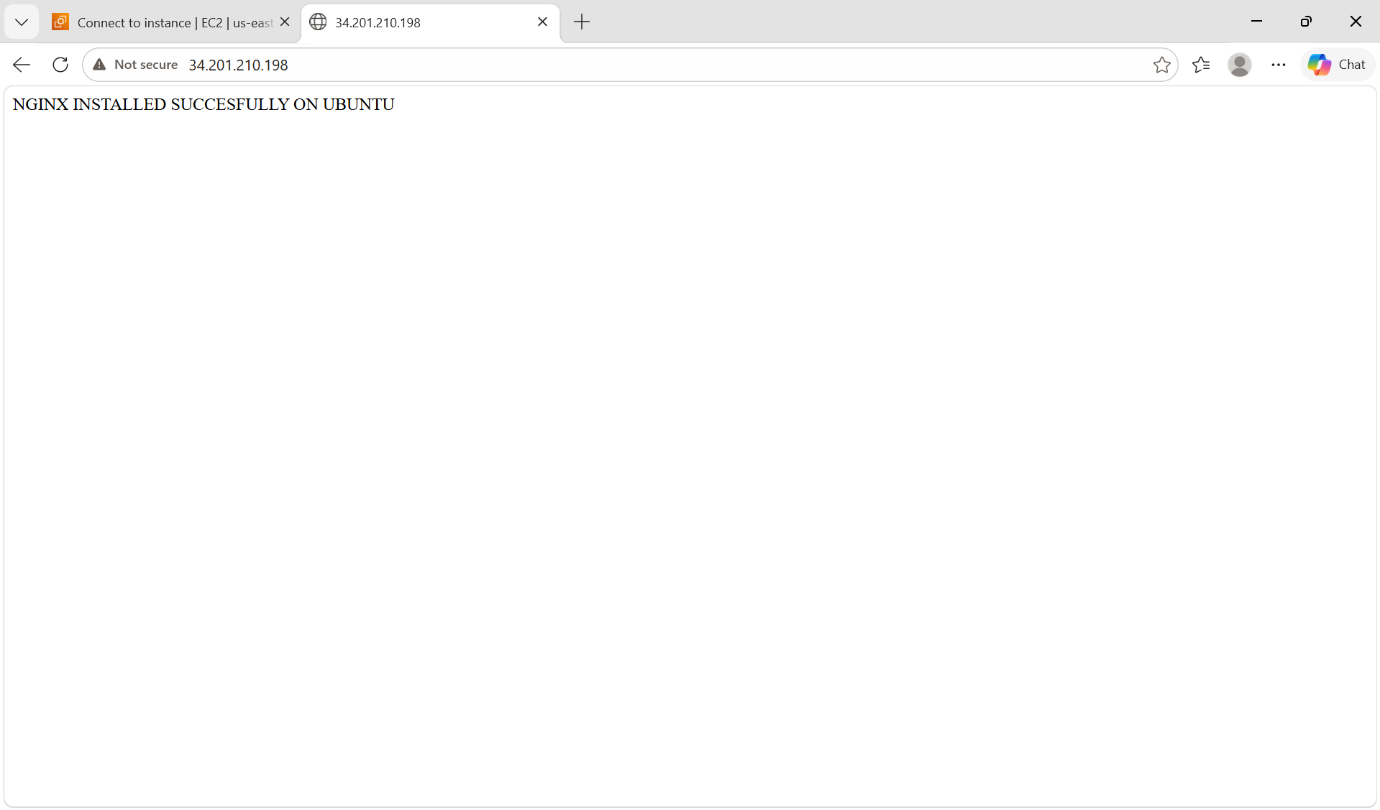 Connect to instance | EC2 | us-east
34.201.210.198
Not secure 34.201.210.198
Chat
NGINX INSTALLED SUCCESFULLY ON UBUNTU